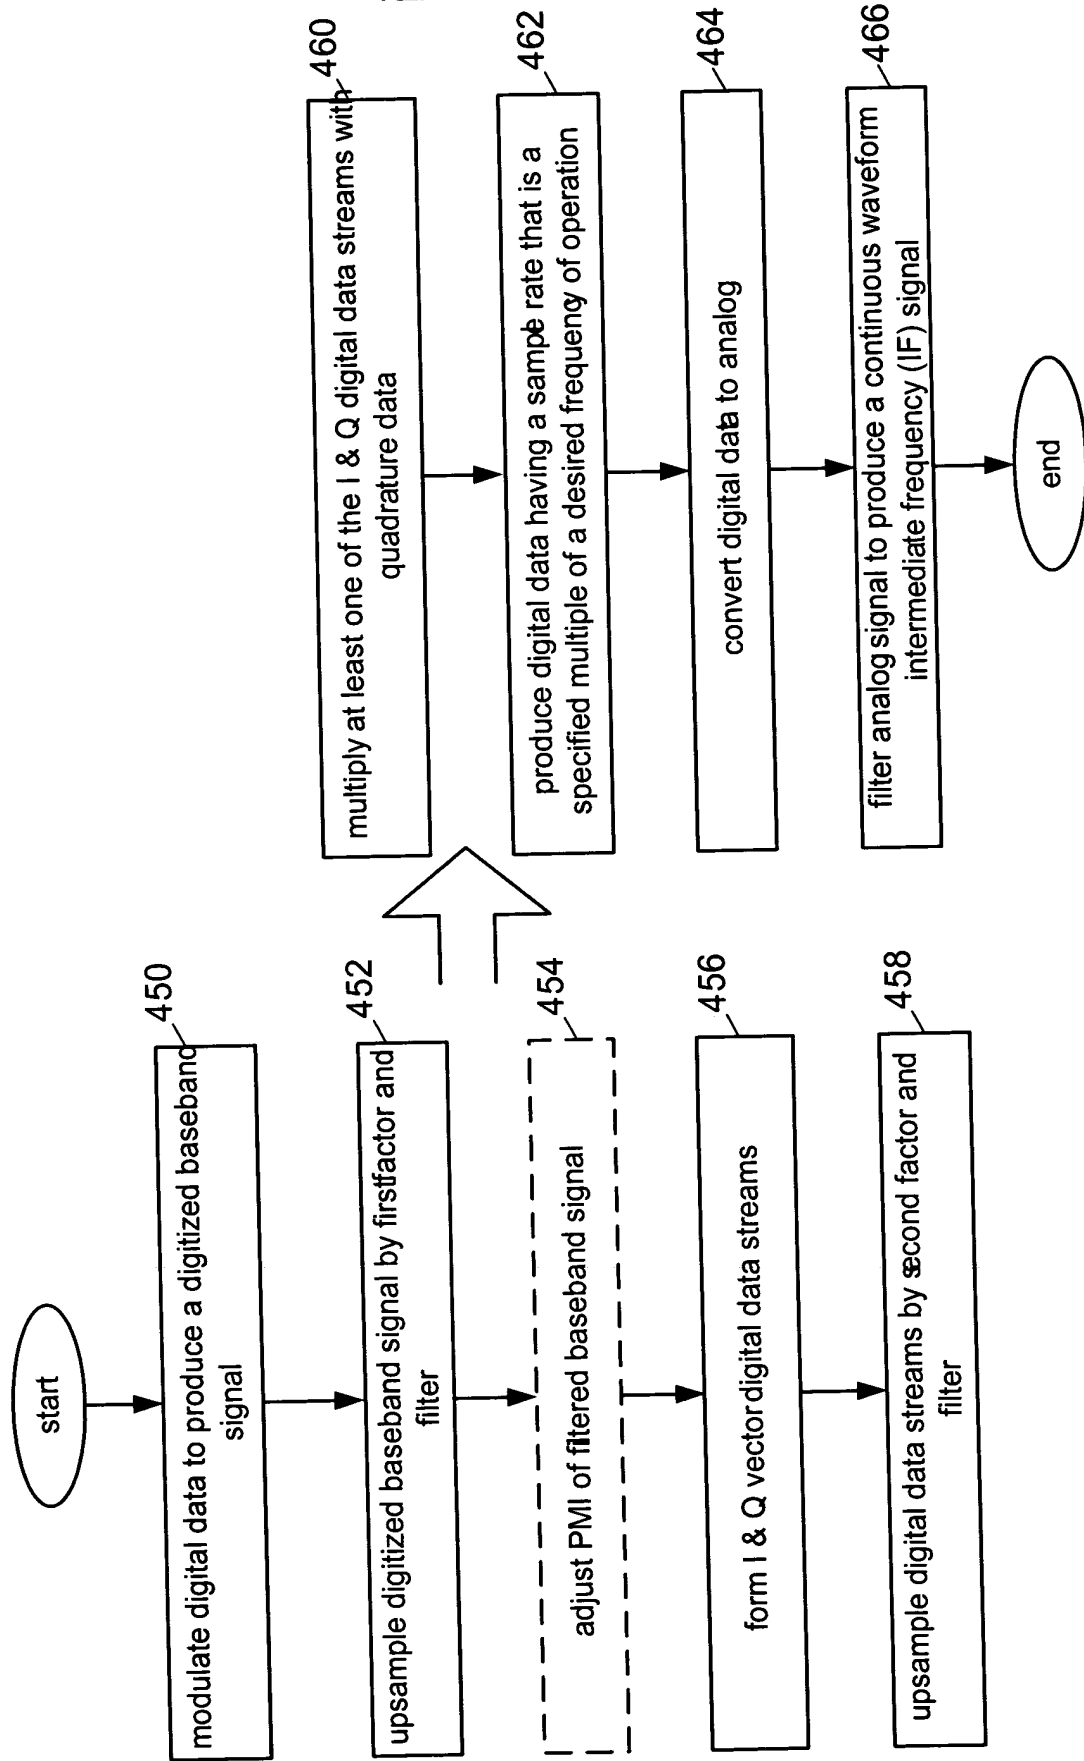 start
450
modulate digital data to produce a digitized baseband
signal
452
upsample digitized baseband signal by first factor and
filter
454
adjust PMI of filtered baseband signal
456
form I & Q vector digital data streams
458
upsample digital data streams by second factor and
filter
460
multiply at least one of the I & Q digital data streams with
quadrature data
462
produce digital data having a sample rate that is a
specified multiple of a desired frequency of operation
464
convert digital data to analog
466
filter analog signal to produce a continuous waveform
intermediate frequency (IF) signal
end